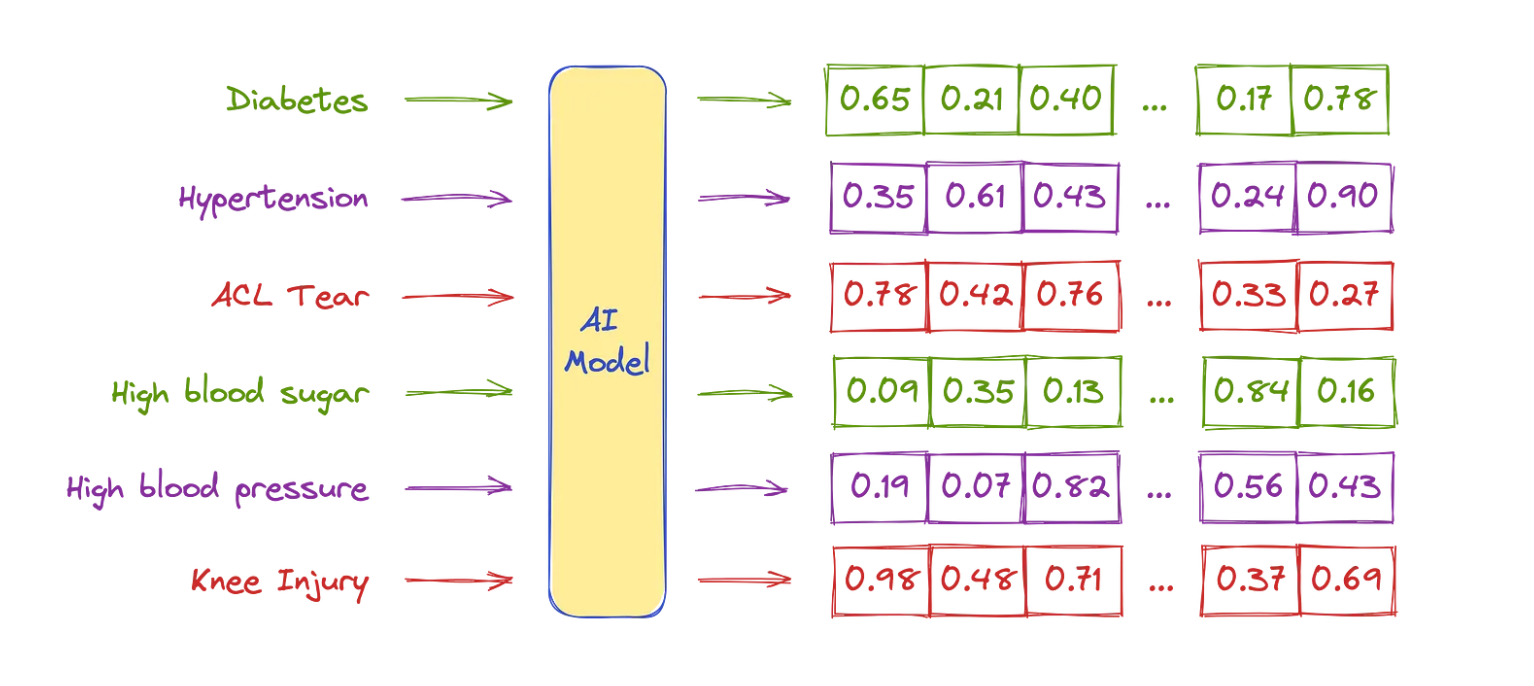 Diabetes 0.65 0.21 0.40 ... 0.17 0.78
Hypertension 0.35 0.61 0.43 ... 0.24 0.90
ACL Tear 0.78 0.42 0.76 ... 0.33 0.27
AI
Model
High blood sugar 0.09 0.35 0.13 ... 0.84 0.16
High blood pressure 0.19 0.07 0.82 ... 0.56 0.43
Knee Injury 0.98 0.48 0.71 ... 0.37 0.69